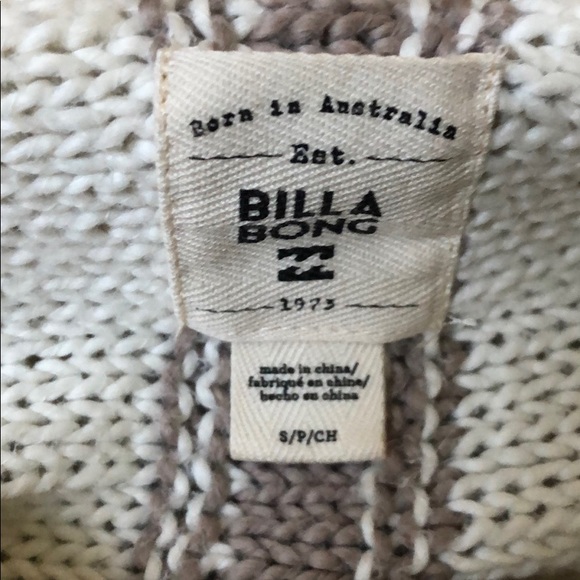 Born in Australia
Est.
BILLA
BONG
1973
made in china/
fabriqué en chine/
hecho en china
S/P/CH